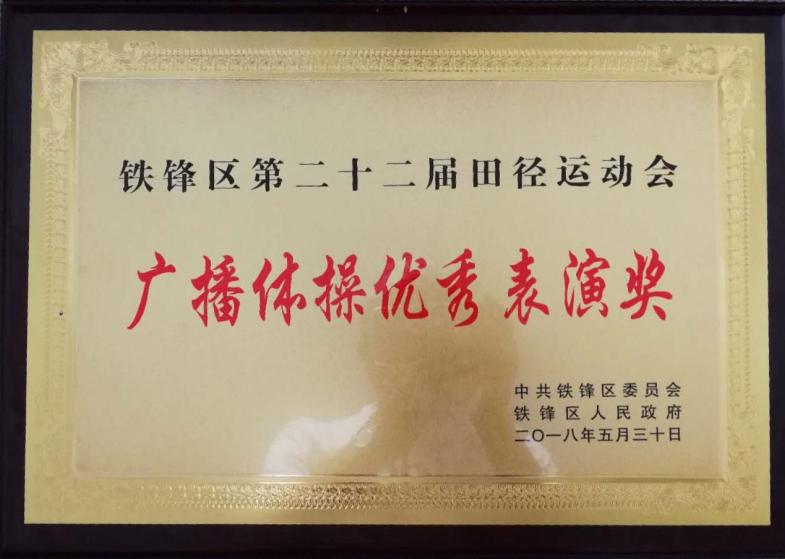 铁锋区第二十二届田径运动会
广播体操优秀表演奖
中共铁锋区委员会
铁锋区人民政府
二〇一八年五月三十日